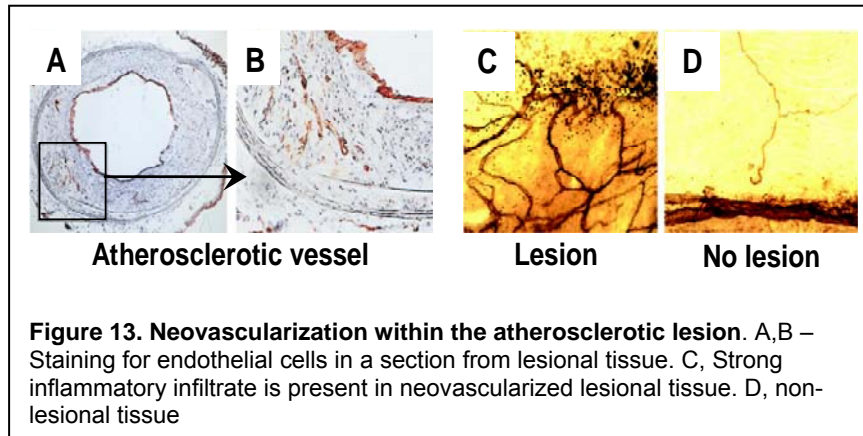 A
B
C
D
Atherosclerotic vessel
Lesion
No lesion
Figure 13. Neovascularization within the atherosclerotic lesion. A,B –
Staining for endothelial cells in a section from lesional tissue. C, Strong
inflammatory infiltrate is present in neovascularized lesional tissue. D, non-
lesional tissue